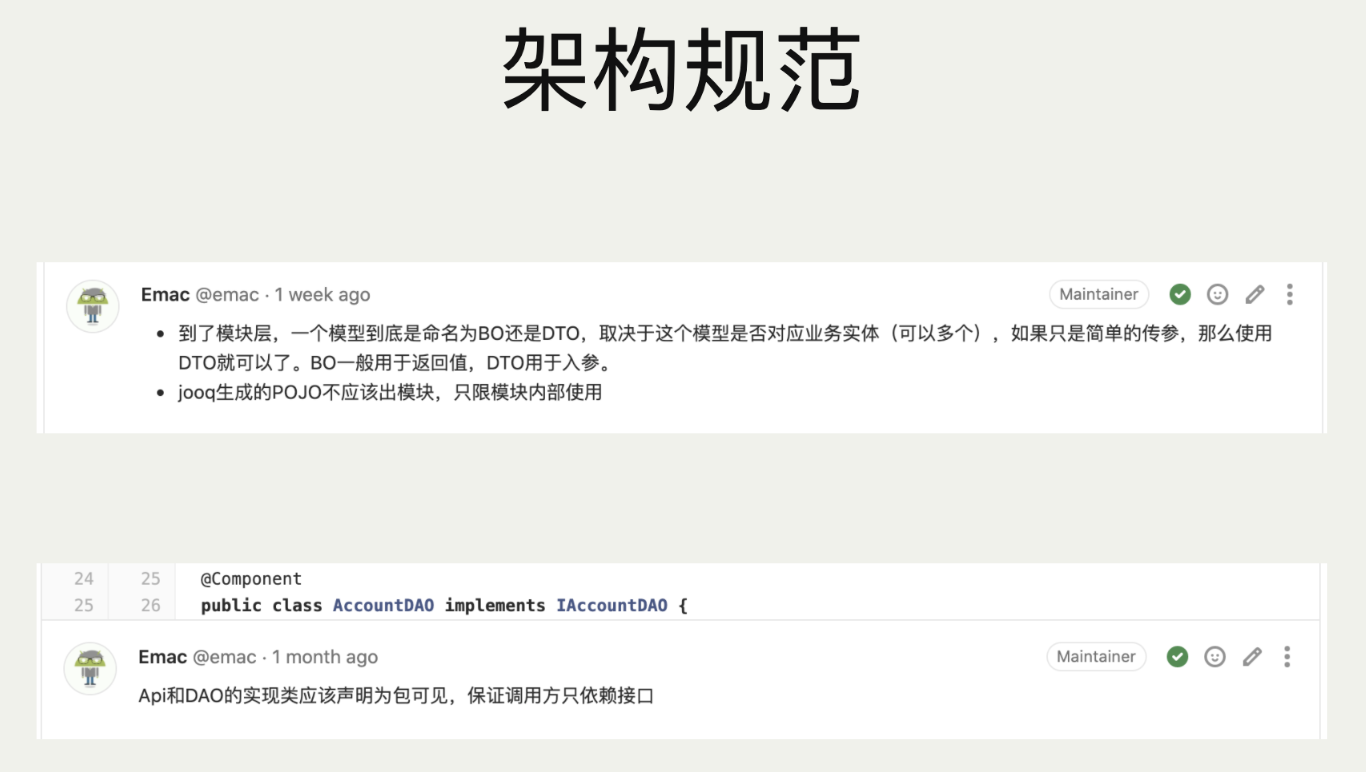 架构规范
Emac @emac · 1 week ago
Maintainer
到了模块层，一个模型到底是命名为BO还是DTO，取决于这个模型是否对应业务实体（可以多个），如果只是简单的传参，那么使用
DTO就可以了。BO一般用于返回值，DTO用于入参。
jooq生成的POJO不应该出模块，只限模块内部使用
24 25 @Component
25 26 public class AccountDAO implements IAccountDAO {
Emac @emac · 1 month ago
Maintainer
Api和DAO的实现类应该声明为包可见，保证调用方只依赖接口